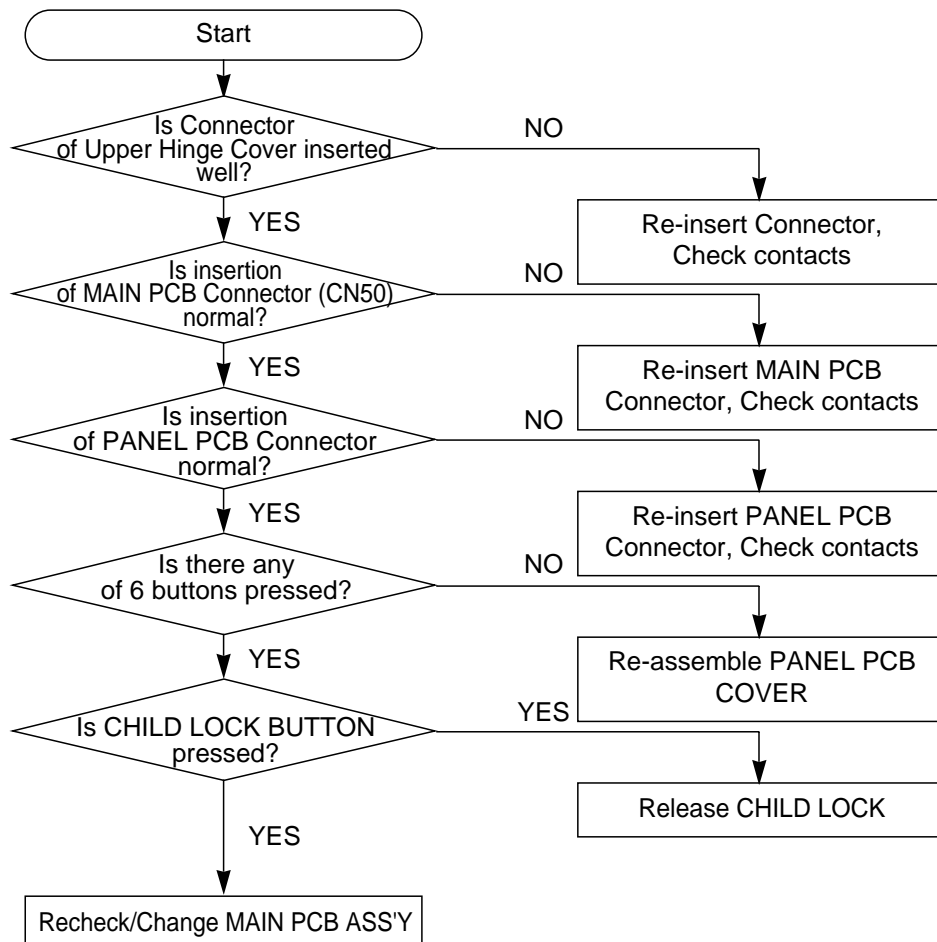 Start
Is Connector
of Upper Hinge Cover inserted
well?
NO
Re-insert Connector,
Check contacts
YES
Is insertion
of MAIN PCB Connector (CN50)
normal?
NO
Re-insert MAIN PCB
Connector, Check contacts
YES
Is insertion
of PANEL PCB Connector
normal?
NO
Re-insert PANEL PCB
Connector, Check contacts
YES
Is there any
of 6 buttons pressed?
NO
Re-assemble PANEL PCB
COVER
YES
Is CHILD LOCK BUTTON
pressed?
YES
Release CHILD LOCK
YES
Recheck/Change MAIN PCB ASS'Y